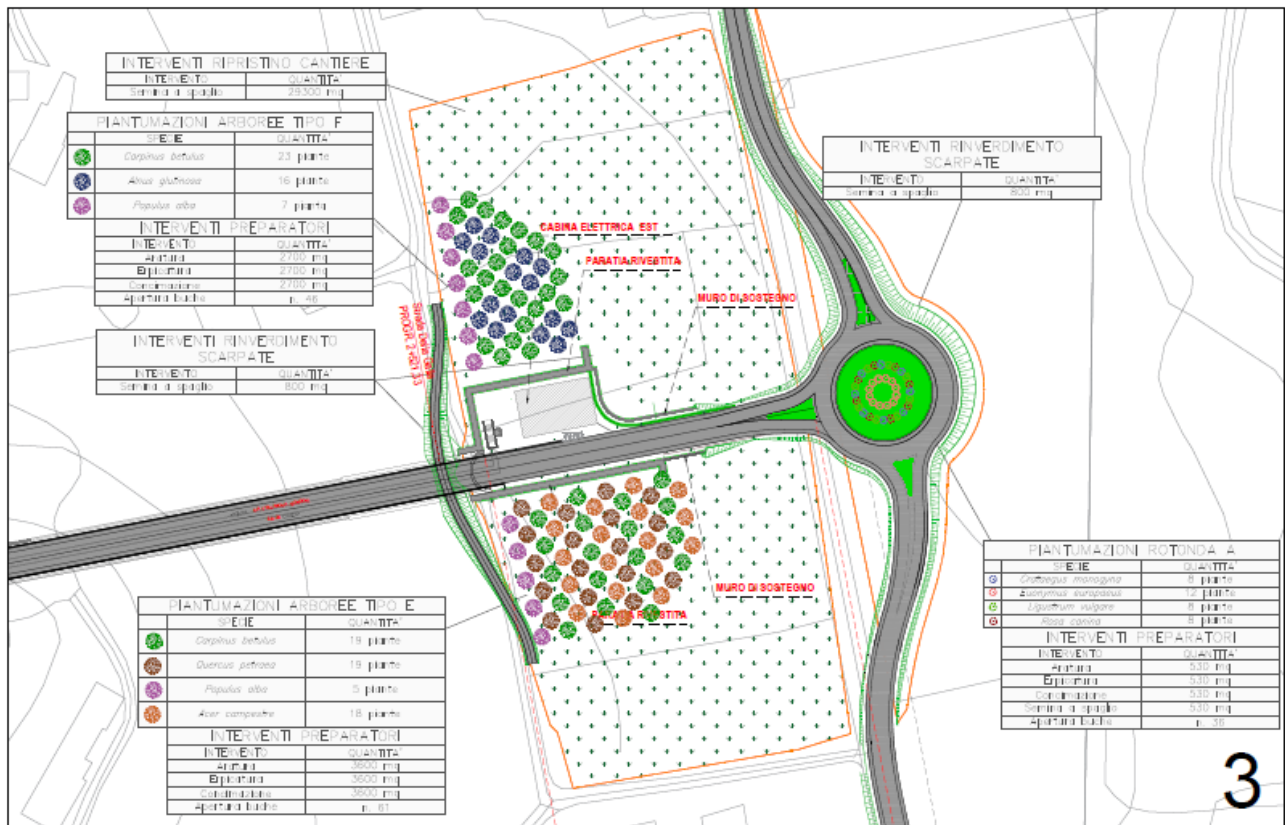 INTERVENTI RIPRISTINO CANTIERE
INTERVENTO QUANTITA'
Semina a spaglio 29300 mq
PIANTUMAZIONI ARBOREE TIPO F
SPECIE QUANTITA'
Carpinus betulus 23 piante
Alnus glutinosa 16 piante
Populus alba 7 piante
INTERVENTI PREPARATORI
INTERVENTO QUANTITA'
Aratura 2700 mq
Erpicatura 2700 mq
Concimazione 2700 mq
Apertura buche n. 46
INTERVENTI RINVERDIMENTO
SCARPATE
INTERVENTO QUANTITA'
Semina a spaglio 800 mq
INTERVENTI RINVERDIMENTO
SCARPATE
INTERVENTO QUANTITA'
Semina a spaglio 800 mq
CABINA ELETTRICA EST
PARATIA RIVESTITA
MURO DI SOSTEGNO
MURO DI SOSTEGNO
PARATIA RIVESTITA
PIANTUMAZIONI ARBOREE TIPO E
SPECIE QUANTITA'
Carpinus betulus 19 piante
Quercus petraea 19 piante
Populus alba 5 piante
Acer campestre 18 piante
INTERVENTI PREPARATORI
INTERVENTO QUANTITA'
Aratura 3600 mq
Erpicatura 3600 mq
Concimazione 3600 mq
Apertura buche n. 61
PIANTUMAZIONI ROTONDA A
SPECIE QUANTITA'
Crataegus monogyna 8 piante
Euonymus europaeus 12 piante
Ligustrum vulgare 8 piante
Rosa canina 8 piante
INTERVENTI PREPARATORI
INTERVENTO QUANTITA'
Aratura 530 mq
Erpicatura 530 mq
Concimazione 530 mq
Semina a spaglio 530 mq
Apertura buche n. 36
3